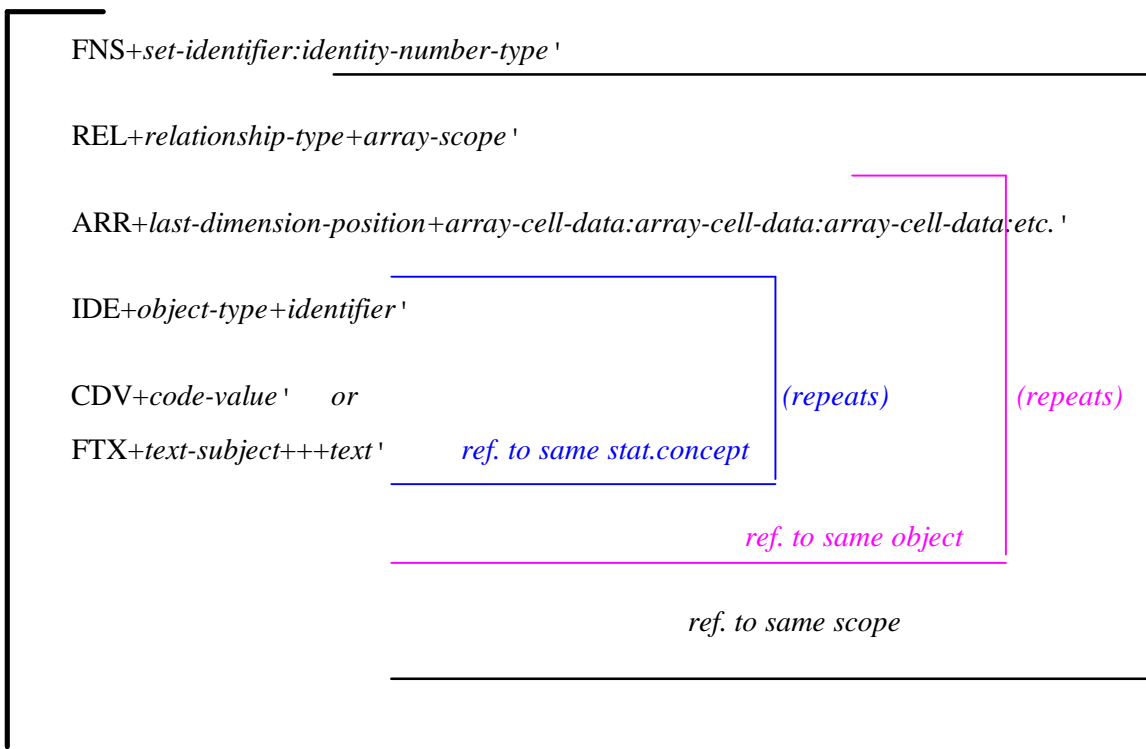 FNS+set-identifier:identity-number-type'
REL+relationship-type+array-scope'
ARR+last-dimension-position+array-cell-data:array-cell-data:array-cell-data:etc.'
IDE+object-type+identifier'
CDV+code-value' or (repeats) (repeats)
FTX+text-subject+++text' ref. to same stat.concept
ref. to same object
ref. to same scope